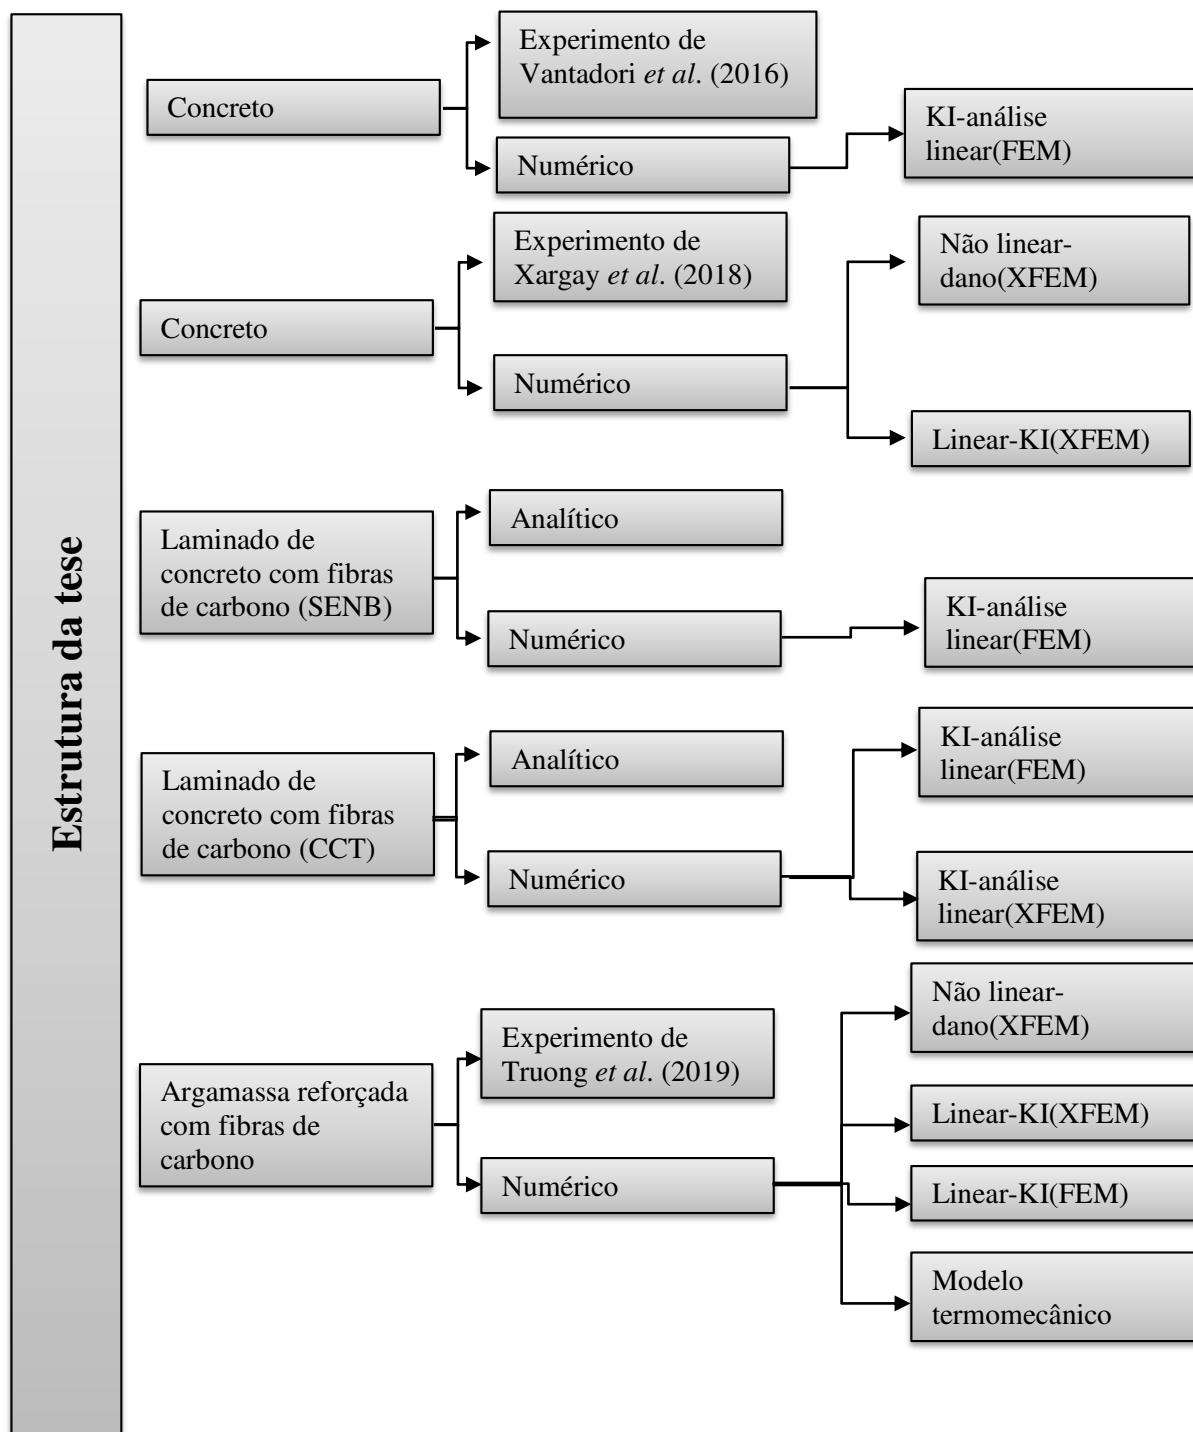 Estrutura da tese
Concreto
Experimento de
Vantadori et al. (2016)
Numérico
KI-análise
linear(FEM)
Concreto
Experimento de
Xargay et al. (2018)
Numérico
Não linear-
dano(XFEM)
Linear-KI(XFEM)
Laminado de
concreto com fibras
de carbono (SENB)
Analítico
Numérico
KI-análise
linear(FEM)
Laminado de
concreto com fibras
de carbono (CCT)
Analítico
Numérico
KI-análise
linear(FEM)
KI-análise
linear(XFEM)
Argamassa reforçada
com fibras de
carbono
Experimento de
Truong et al. (2019)
Numérico
Não linear-
dano(XFEM)
Linear-KI(XFEM)
Linear-KI(FEM)
Modelo
termomecânico